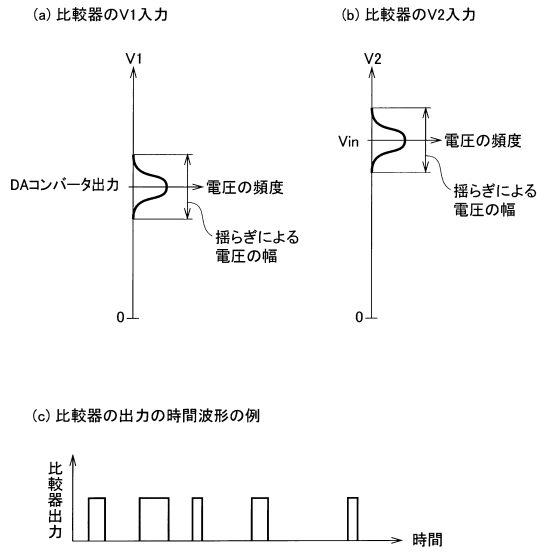 (a) 比較器のV1入力
V1
DAコンバータ出力
電圧の頻度
揺らぎによる
電圧の幅
0
(b) 比較器のV2入力
V2
Vin
電圧の頻度
揺らぎによる
電圧の幅
0
(c) 比較器の出力の時間波形の例
比較器出力
時間